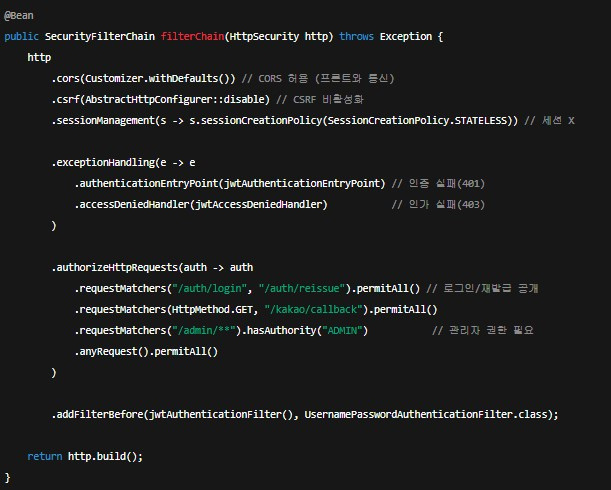 @Bean
public SecurityFilterChain filterChain(HttpSecurity http) throws Exception {
    http
        .cors(Customizer.withDefaults()) // CORS 허용 (프론트와 통신)
        .csrf(AbstractHttpConfigurer::disable) // CSRF 비활성화
        .sessionManagement(s -> s.sessionCreationPolicy(SessionCreationPolicy.STATELESS)) // 세션 X

        .exceptionHandling(e -> e
            .authenticationEntryPoint(jwtAuthenticationEntryPoint) // 인증 실패(401)
            .accessDeniedHandler(jwtAccessDeniedHandler)           // 인가 실패(403)
        )

        .authorizeHttpRequests(auth -> auth
            .requestMatchers("/auth/login", "/auth/reissue").permitAll() // 로그인/재발급 공개
            .requestMatchers(HttpMethod.GET, "/kakao/callback").permitAll()
            .requestMatchers("/admin/**").hasAuthority("ADMIN")          // 관리자 권한 필요
            .anyRequest().permitAll()
        )

        .addFilterBefore(jwtAuthenticationFilter(), UsernamePasswordAuthenticationFilter.class);

    return http.build();
}